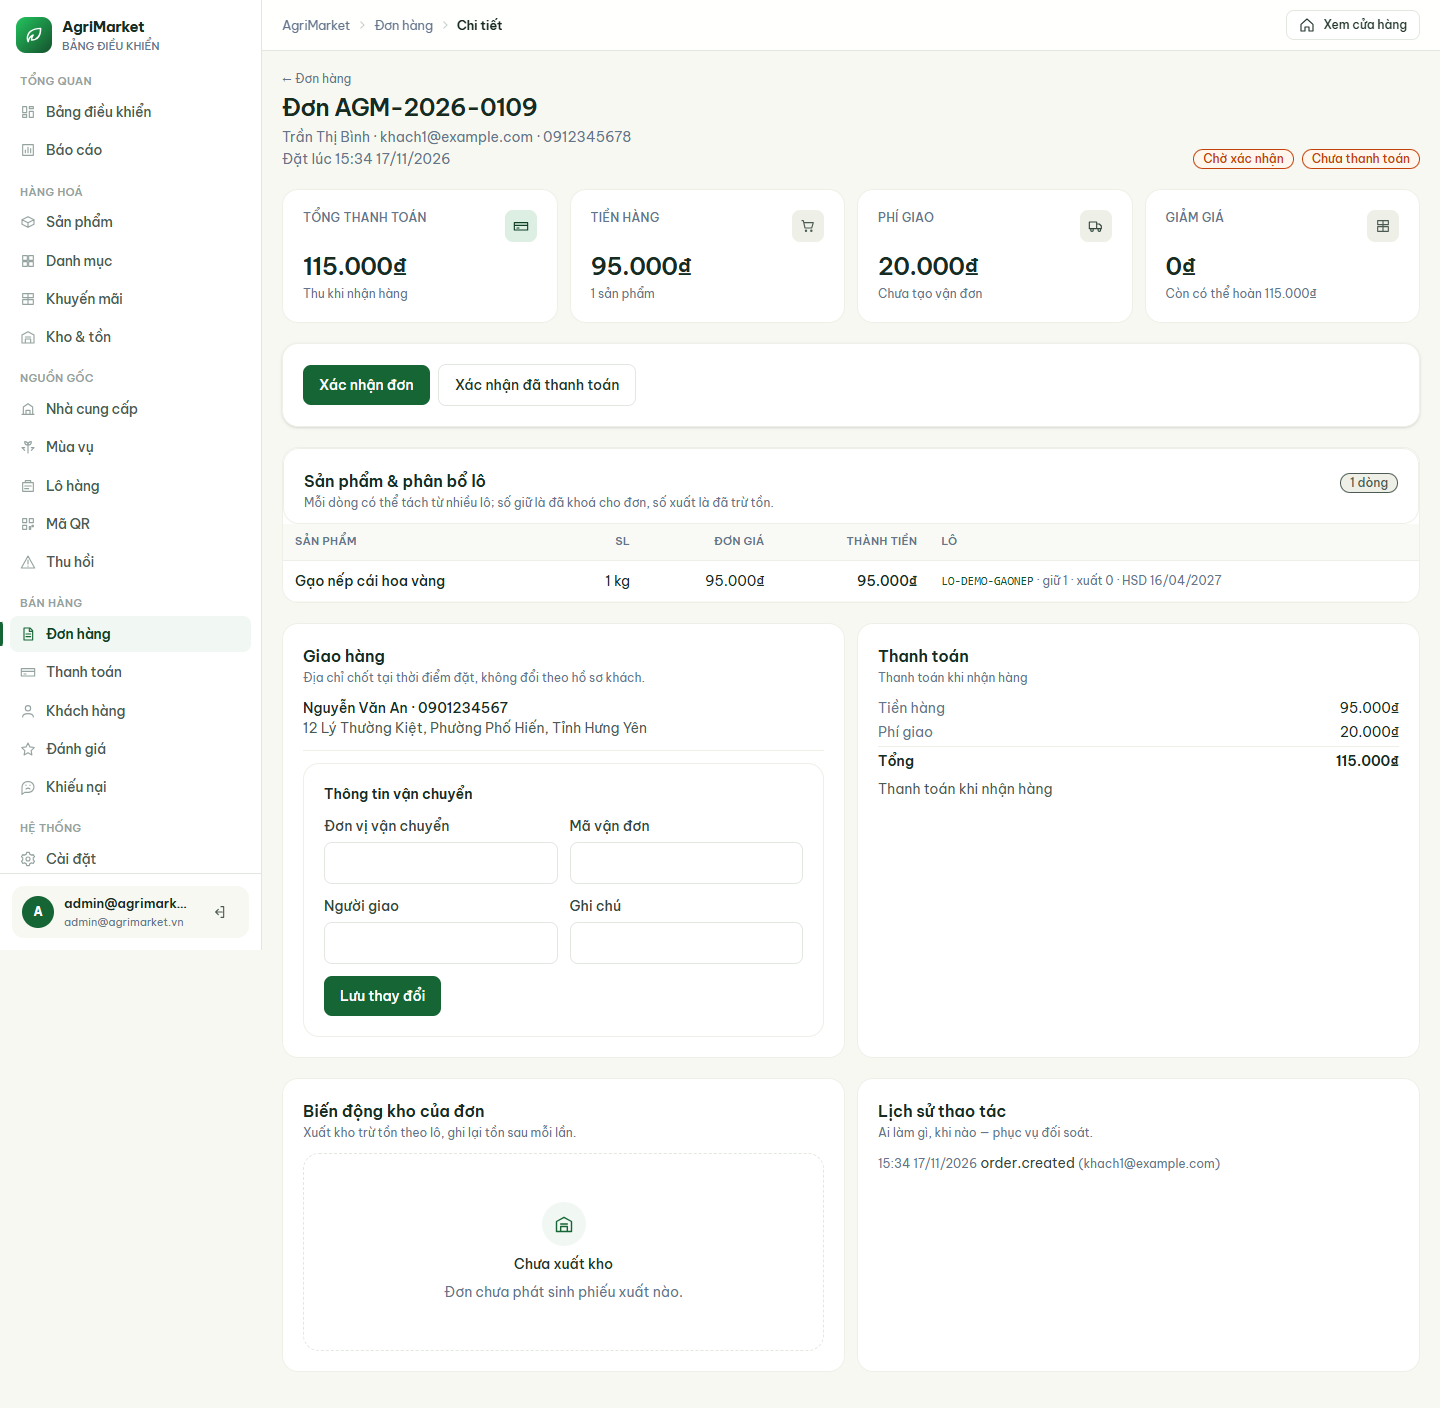 AgriMarket
BẢNG ĐIỀU KHIỂN
TỔNG QUAN
Bảng điều khiển
Báo cáo
HÀNG HOÁ
Sản phẩm
Danh mục
Khuyến mãi
Kho & tồn
NGUỒN GỐC
Nhà cung cấp
Mùa vụ
Lô hàng
Mã QR
Thu hồi
BÁN HÀNG
Đơn hàng
Thanh toán
Khách hàng
Đánh giá
Khiếu nại
HỆ THỐNG
Cài đặt
A
admin@agrimark...
admin@agrimarket.vn
AgriMarket > Đơn hàng > Chi tiết
Xem cửa hàng
← Đơn hàng
Đơn AGM-2026-0109
Trần Thị Bình · khach1@example.com · 0912345678
Đặt lúc 15:34 17/11/2026
Chờ xác nhận
Chưa thanh toán
TỔNG THANH TOÁN
115.000₫
Thu khi nhận hàng
TIỀN HÀNG
95.000₫
1 sản phẩm
PHÍ GIAO
20.000₫
Chưa tạo vận đơn
GIẢM GIÁ
0₫
Còn có thể hoàn 115.000₫
Xác nhận đơn
Xác nhận đã thanh toán
Sản phẩm & phân bổ lô
Mỗi dòng có thể tách từ nhiều lô; số giữ là đã khoá cho đơn, số xuất là đã trừ tồn.
1 dòng
SẢN PHẨM SL ĐƠN GIÁ THÀNH TIỀN LÔ
Gạo nếp cái hoa vàng 1 kg 95.000₫ 95.000₫ LO-DEMO-GAONEP · giữ 1 · xuất 0 · HSD 16/04/2027
Giao hàng
Địa chỉ chốt tại thời điểm đặt, không đổi theo hồ sơ khách.
Nguyễn Văn An · 0901234567
12 Lý Thường Kiệt, Phường Phố Hiến, Tỉnh Hưng Yên
Thông tin vận chuyển
Đơn vị vận chuyển
Mã vận đơn
Người giao
Ghi chú
Lưu thay đổi
Thanh toán
Thanh toán khi nhận hàng
Tiền hàng 95.000₫
Phí giao 20.000₫
Tổng 115.000₫
Thanh toán khi nhận hàng
Biến động kho của đơn
Xuất kho trừ tồn theo lô, ghi lại tồn sau mỗi lần.
Chưa xuất kho
Đơn chưa phát sinh phiếu xuất nào.
Lịch sử thao tác
Ai làm gì, khi nào — phục vụ đối soát.
15:34 17/11/2026 order.created (khach1@example.com)